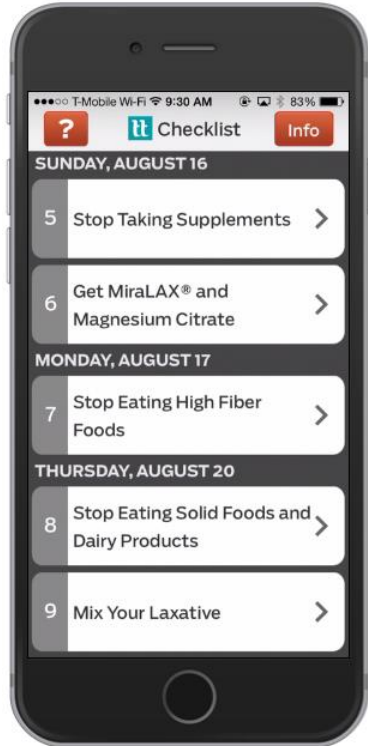 T-Mobile Wi-Fi 9:30 AM 83%
? tt Checklist Info
SUNDAY, AUGUST 16
5 Stop Taking Supplements
6 Get MiraLAX® and
Magnesium Citrate
MONDAY, AUGUST 17
7 Stop Eating High Fiber
Foods
THURSDAY, AUGUST 20
8 Stop Eating Solid Foods and
Dairy Products
9 Mix Your Laxative